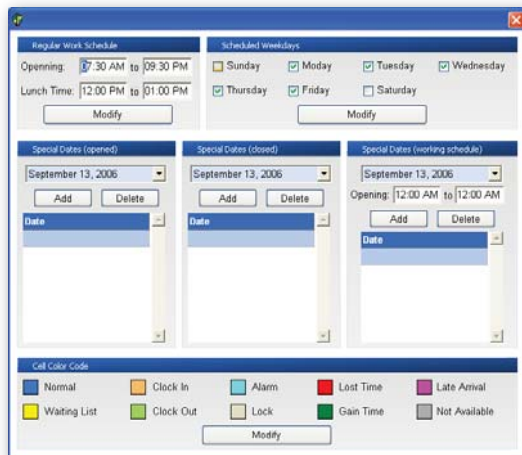 Regular Work Schedule
Openning: 07:30 AM to 09:30 PM
Lunch Time: 12:00 PM to 01:00 PM
Modify
Scheduled Weekdays
Sunday Moday Tuesday Wednesday
Thursday Friday Saturday
Modify
Special Dates (opened)
September 13, 2006
Add Delete
Date
Special Dates (closed)
September 13, 2006
Add Delete
Date
Special Dates (working schedule)
September 13, 2006
Opening: 12:00 AM to 12:00 AM
Add Delete
Date
Cell Color Code
Normal Clock In Alarm Lost Time Late Arrival
Waiting List Clock Out Lock Gain Time Not Available
Modify